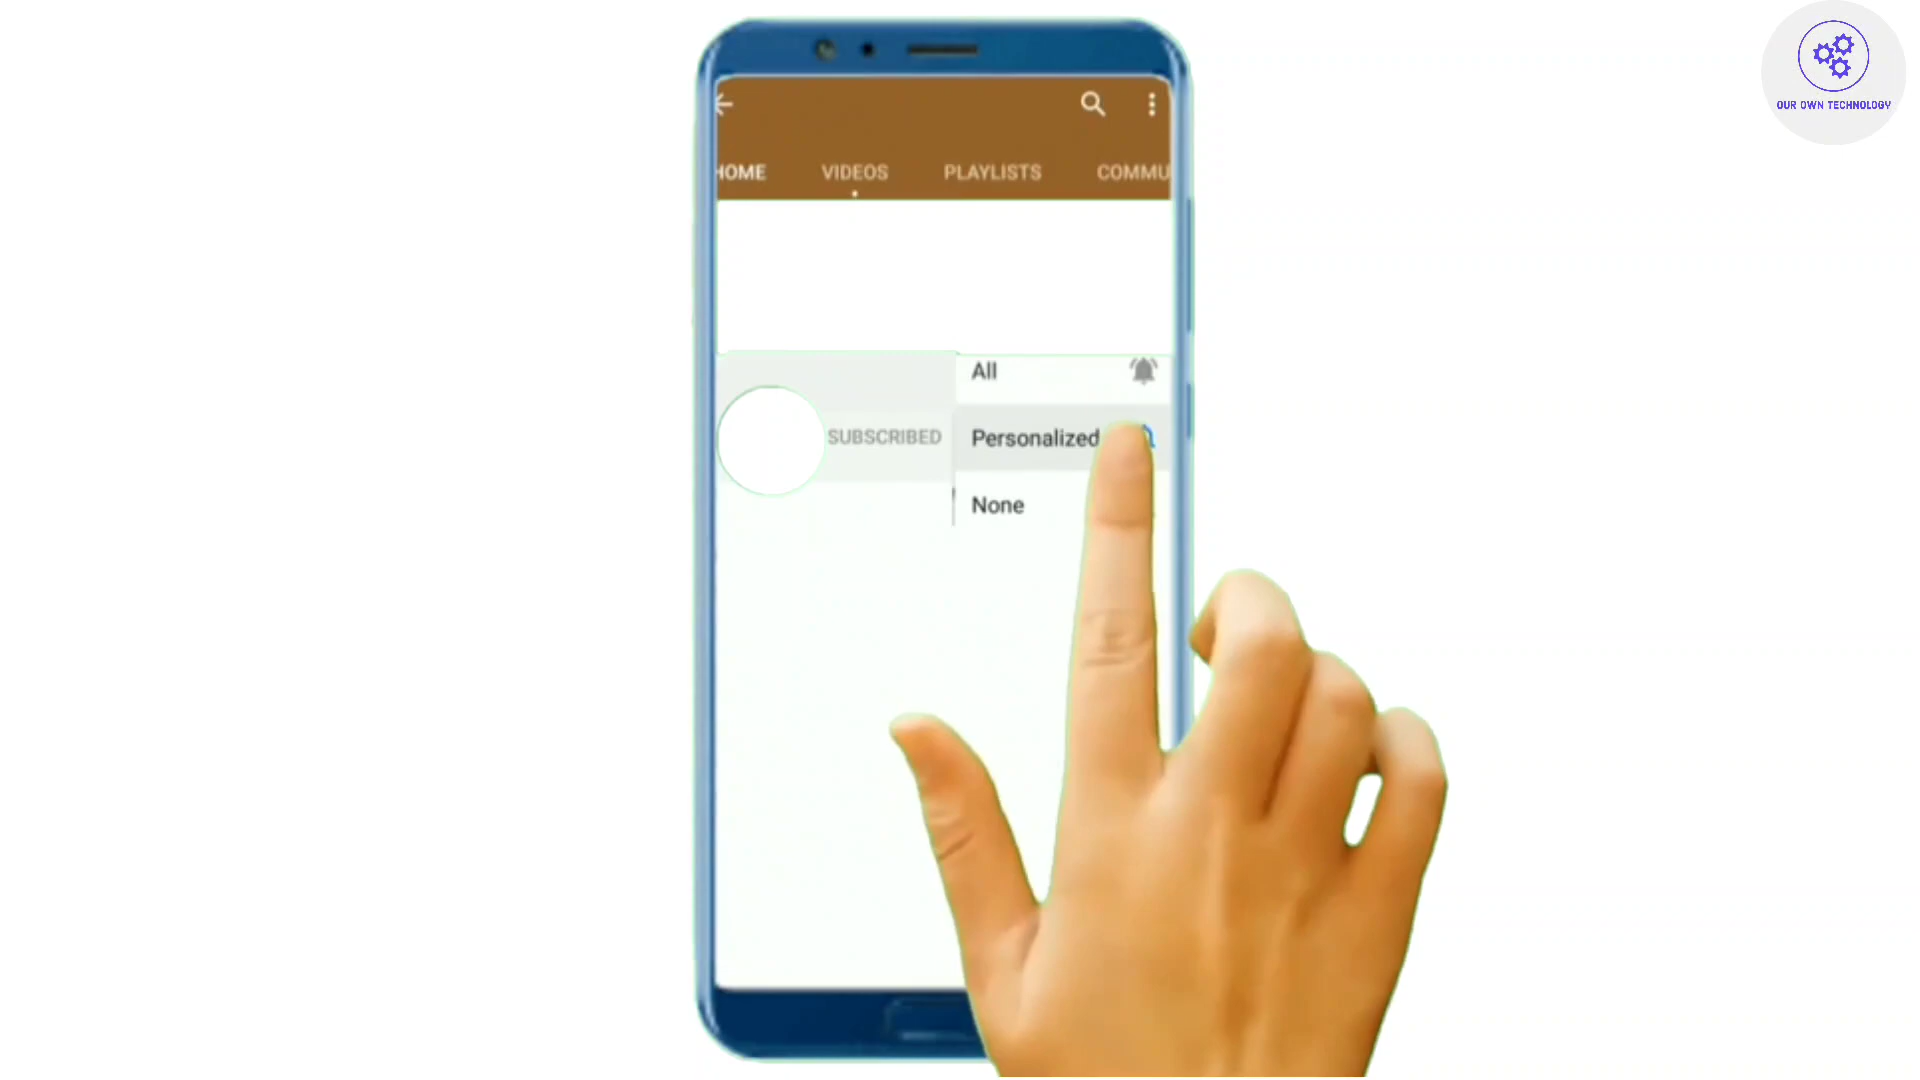 OUR OWN TECHNOLOGY
HOME
VIDEOS
PLAYLISTS
COMMU
All
SUBSCRIBED
Personalized
None